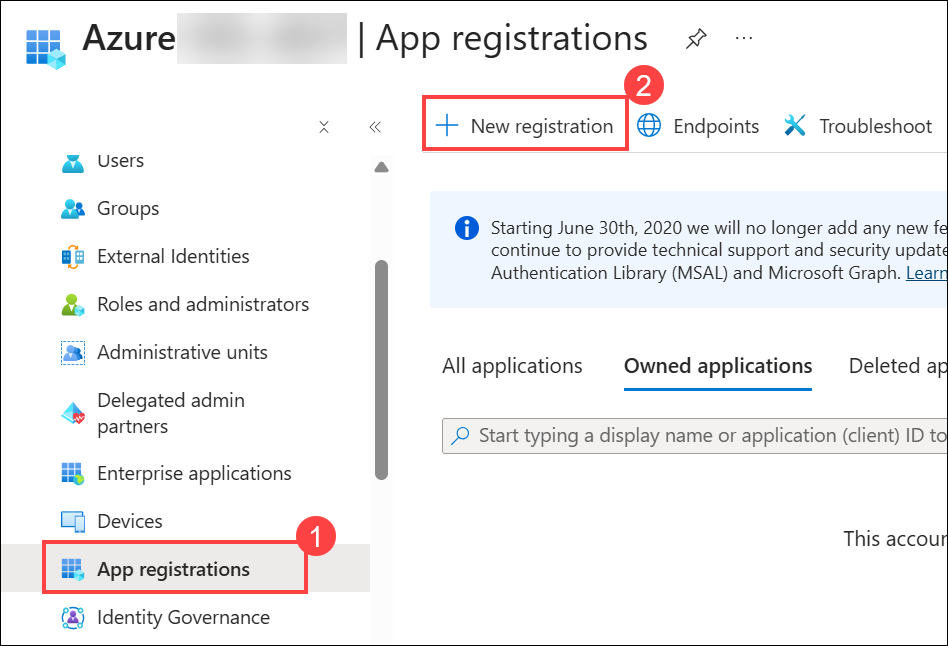 Azure | App registrations
...
2
+ New registration
Endpoints
Troubleshoot
Users
Groups
External Identities
Roles and administrators
Administrative units
Delegated admin
partners
Enterprise applications
Devices
1
App registrations
Identity Governance
Starting June 30th, 2020 we will no longer add any new fe
continue to provide technical support and security update
Authentication Library (MSAL) and Microsoft Graph. Learn
All applications
Owned applications
Deleted ap
Start typing a display name or application (client) ID to
This accour